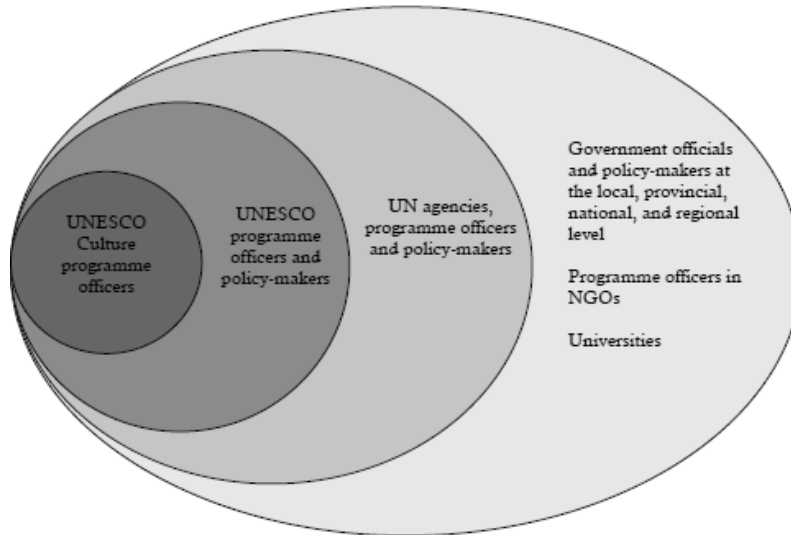 UNESCO
Culture
programme
officers
UNESCO
programme
officers and
policy-makers
UN agencies,
programme officers
and policy-makers
Government officials
and policy-makers at
the local, provincial,
national, and regional
level
Programme officers in
NGOs
Universities